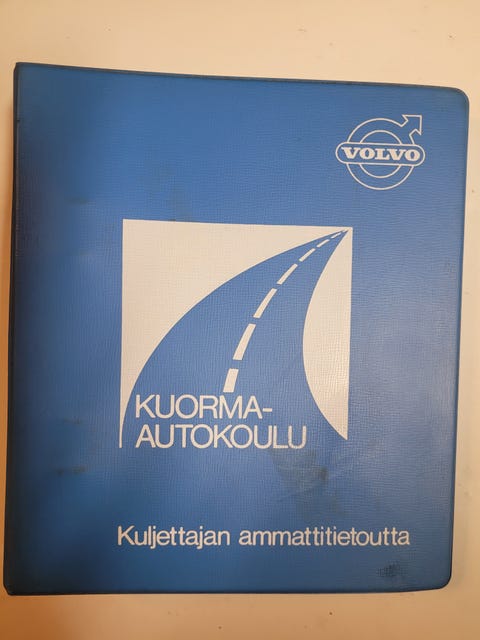 VOLVO
KUORMA-
AUTOKOULU
Kuljettajan ammattitietoutta